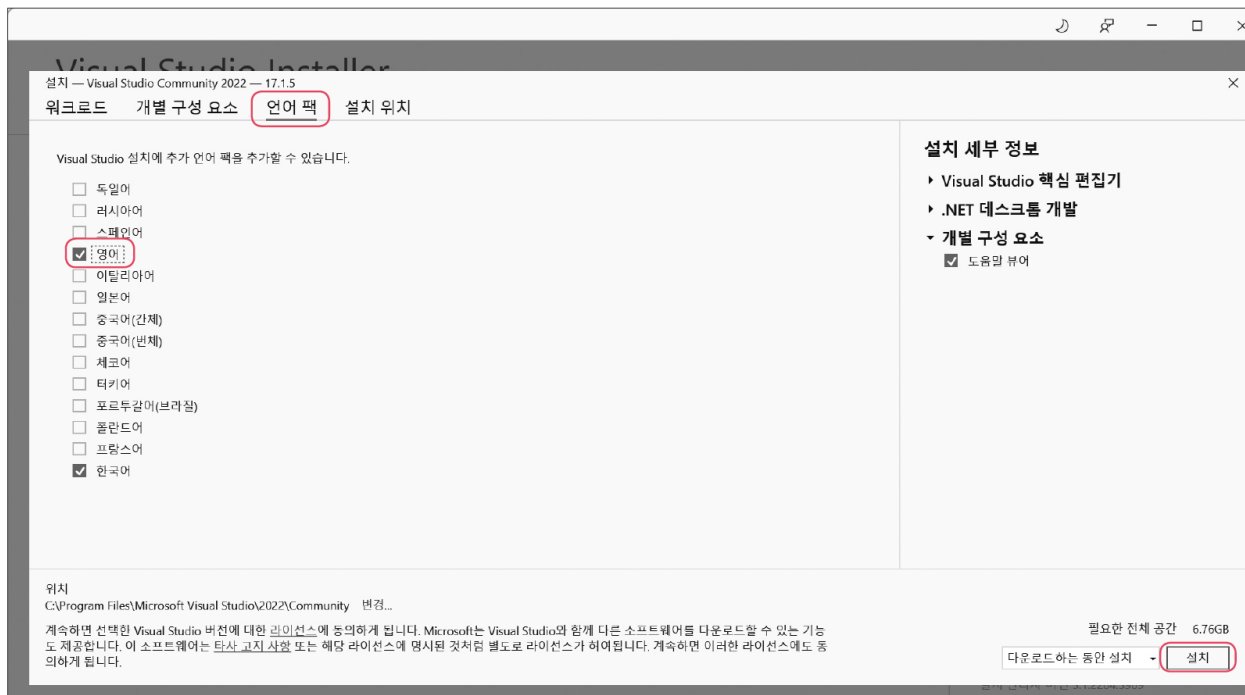 Visual Studio Installer
설치 — Visual Studio Community 2022 — 17.1.5
워크로드 개별 구성 요소 언어 팩 설치 위치
Visual Studio 설치에 추가 언어 팩을 추가할 수 있습니다.
독일어
러시아어
스페인어
영어
이탈리아어
일본어
중국어(간체)
중국어(번체)
체코어
터키어
포르투갈어(브라질)
폴란드어
프랑스어
한국어
설치 세부 정보
Visual Studio 핵심 편집기
.NET 데스크톱 개발
개별 구성 요소
도움말 뷰어
위치
C:\Program Files\Microsoft Visual Studio\2022\Community 변경...
계속하면 선택한 Visual Studio 버전에 대한 라이선스에 동의하게 됩니다. Microsoft는 Visual Studio와 함께 다른 소프트웨어를 다운로드할 수 있는 기능
도 제공합니다. 이 소프트웨어는 타사 고지 사항 또는 해당 라이선스에 명시된 것처럼 별도로 라이선스가 허여됩니다. 계속하면 이러한 라이선스에도 동
의하게 됩니다.
필요한 전체 공간 6.76GB
다운로드하는 동안 설치 설치